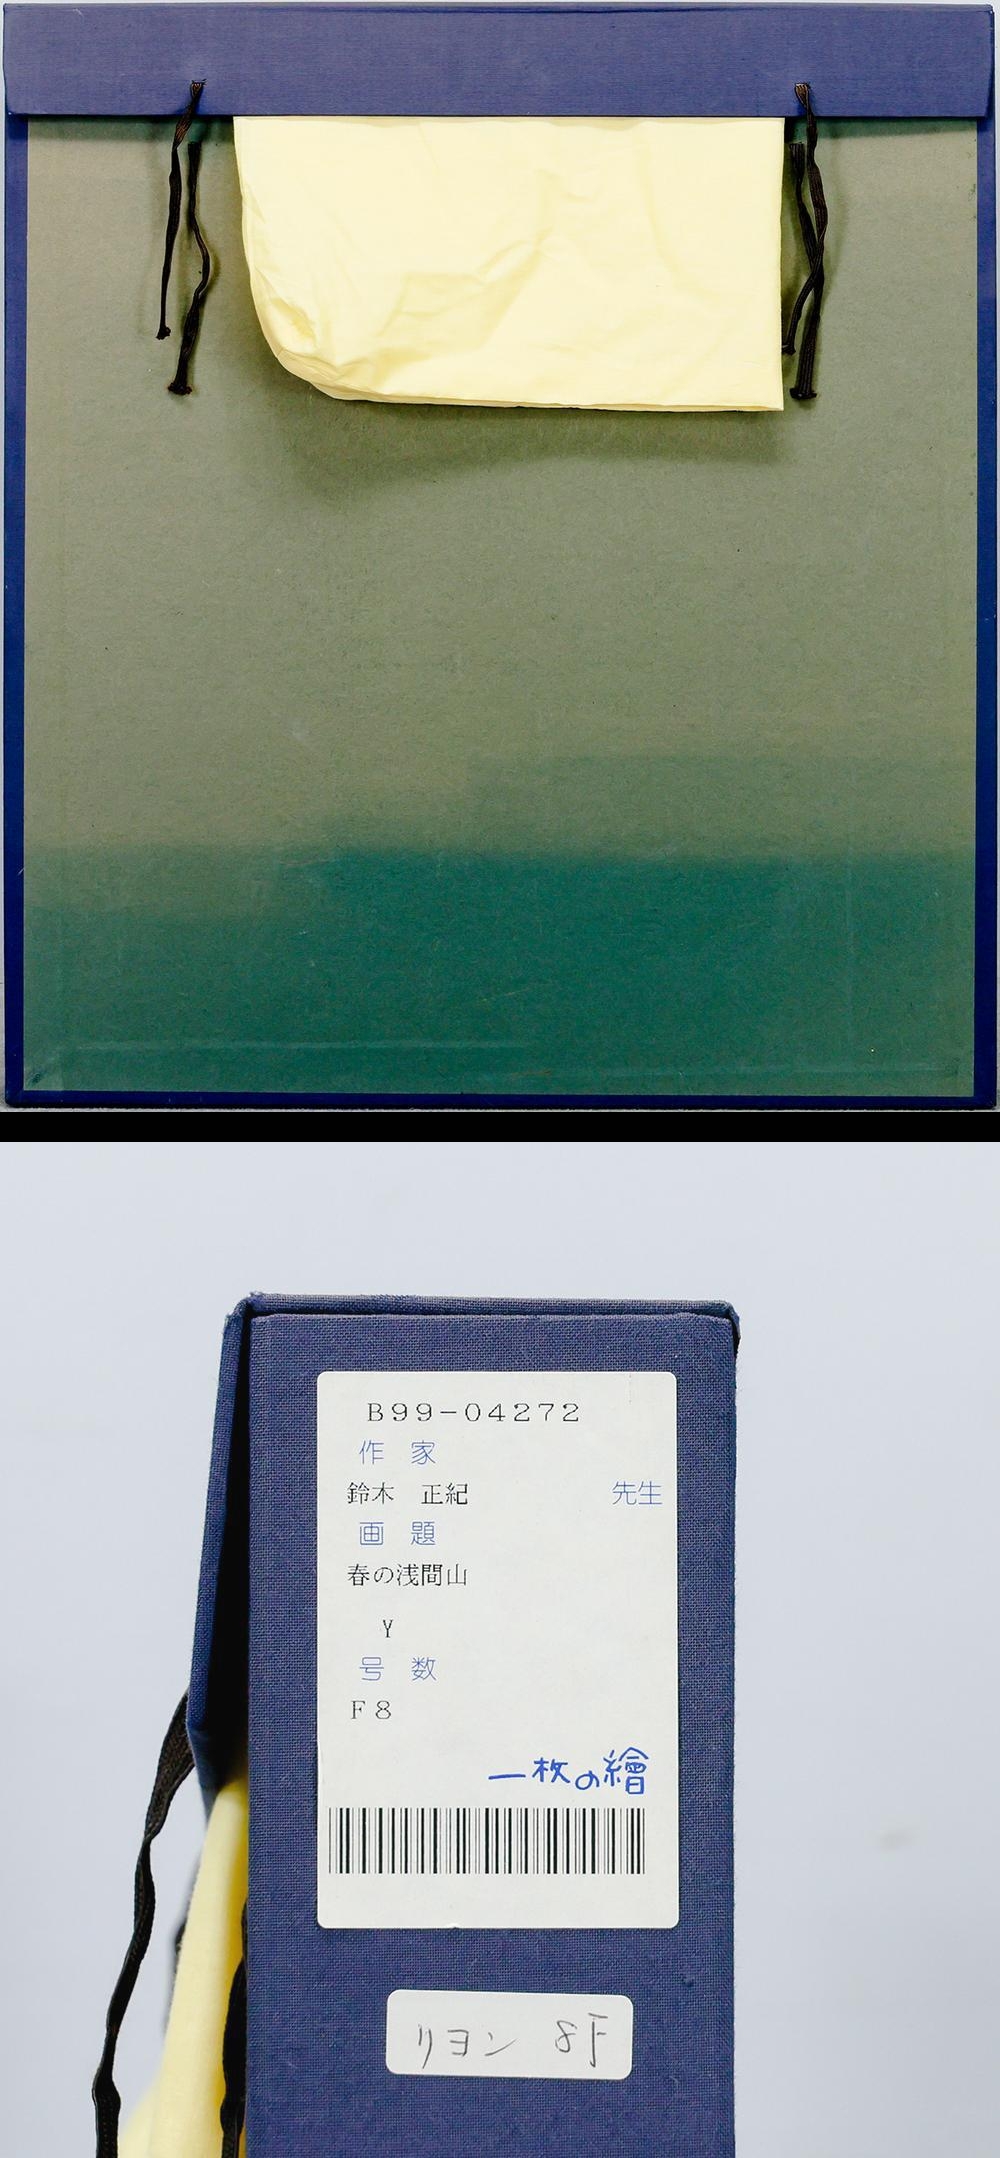 B99-04272
作 家
鈴木 正紀 先生
画 題
春の浅間山
Y
号 数
F8
一枚の繪
リヨン 8F